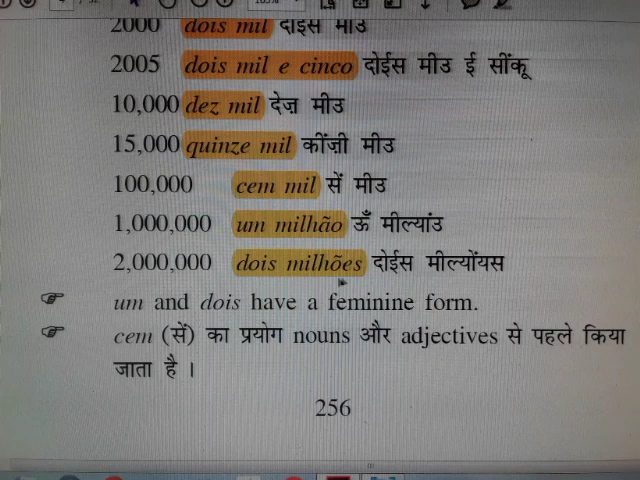 2000 dois mil दोइस मीउ
2005 dois mil e cinco दोईस मीउ ई सींकू
10,000 dez mil देज़ मीउ
15,000 quinze mil कींज़ी मीउ
100,000 cem mil सें मीउ
1,000,000 um milhão ऊँ मील्यांउ
2,000,000 dois milhões दोईस मील्योंयस
☞ um and dois have a feminine form.
☞ cem (सें) का प्रयोग nouns और adjectives से पहले किया
जाता है ।
256